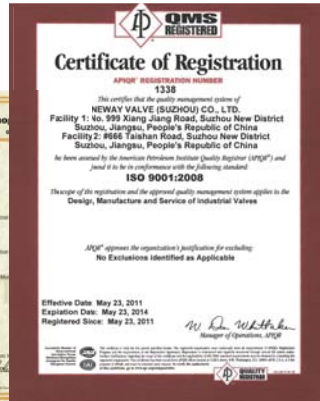 QMS
REGISTERED
Certificate of Registration
APIQR® REGISTRATION NUMBER
1338
This certifies that the quality management system of
NEWAY VALVE (SUZHOU) CO., LTD.
Facility 1: No. 999 Xiang Jiang Road, Suzhou New District
Suzhou, Jiangsu, People's Republic of China
Facility 2: #666 Taishan Road, Suzhou New District
Suzhou, Jiangsu, People's Republic of China
has been assessed by the American Petroleum Institute Quality Registrar (APIQR®) and
found it to be in conformance with the following standard:
ISO 9001:2008
The scope of this registration and the approved quality management system applies to the
Design, Manufacture and Service of Industrial Valves
APIQR® approves the organization's justification for excluding:
No Exclusions Identified as Applicable
Effective Date: May 23, 2011
Expiration Date: May 23, 2014
Registered Since: May 23, 2011
Manager of Operations, APIQR
QUALITY
REGISTRAR